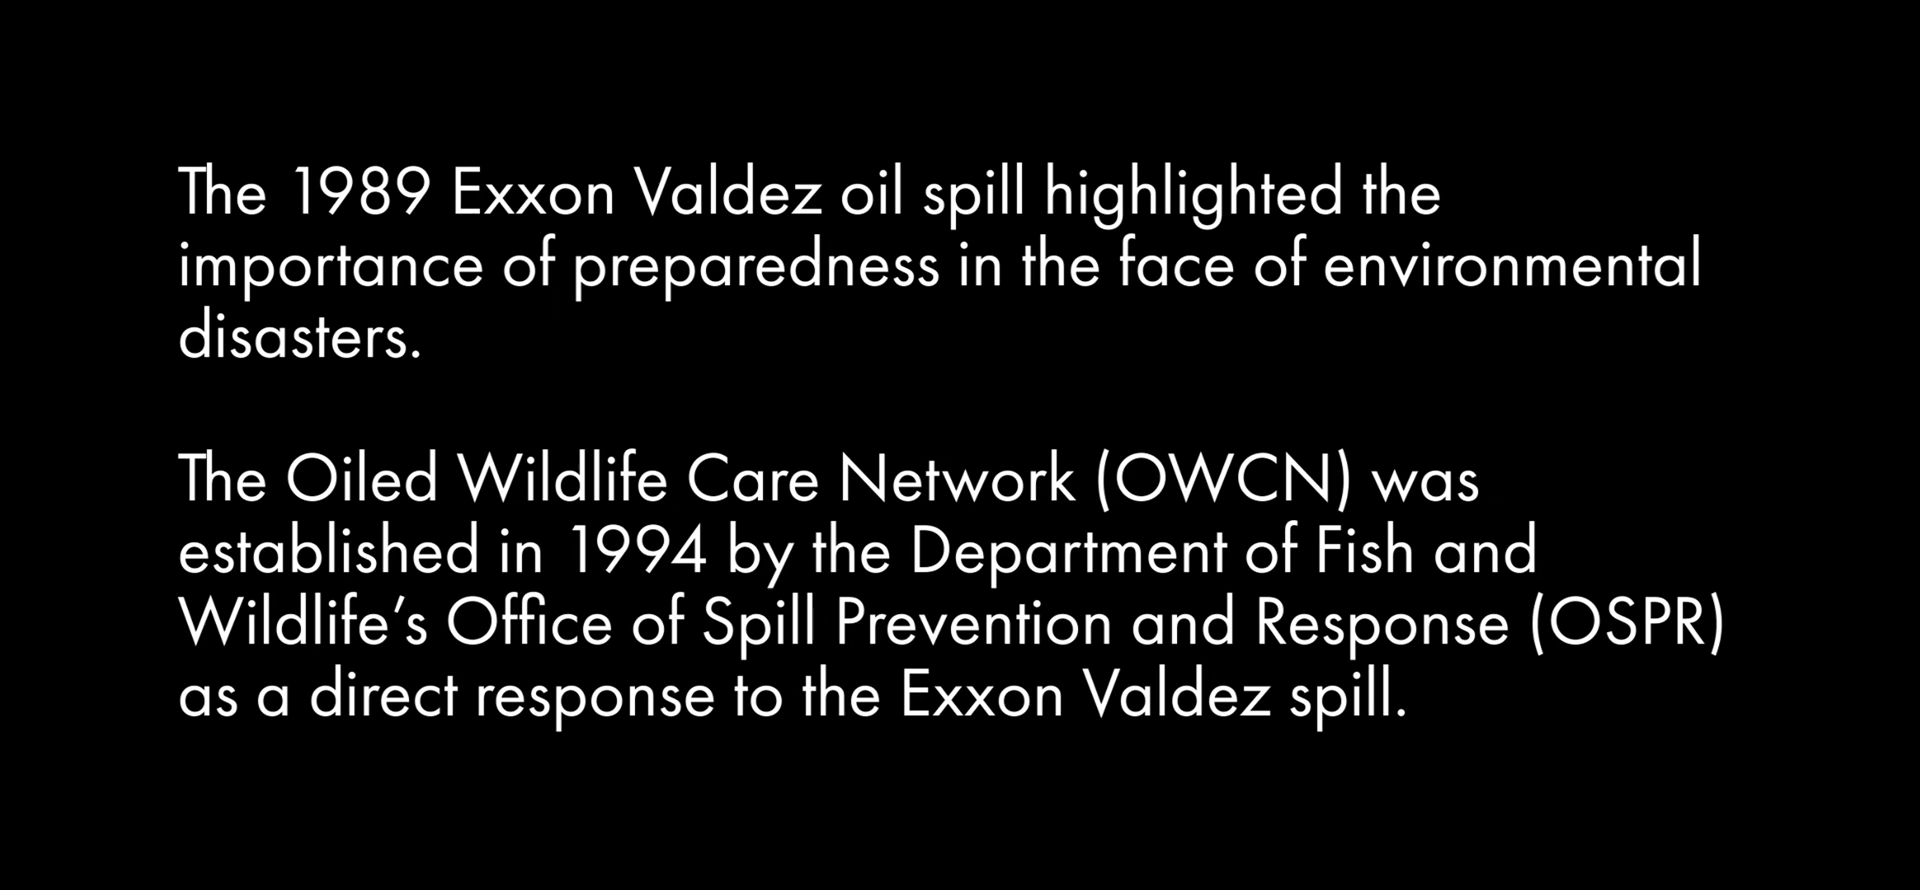 The 1989 Exxon Valdez oil spill highlighted the
importance of preparedness in the face of environmental
disasters.
The Oiled Wildlife Care Network (OWCN) was
established in 1994 by the Department of Fish and
Wildlife’s Office of Spill Prevention and Response (OSPR)
as a direct response to the Exxon Valdez spill.